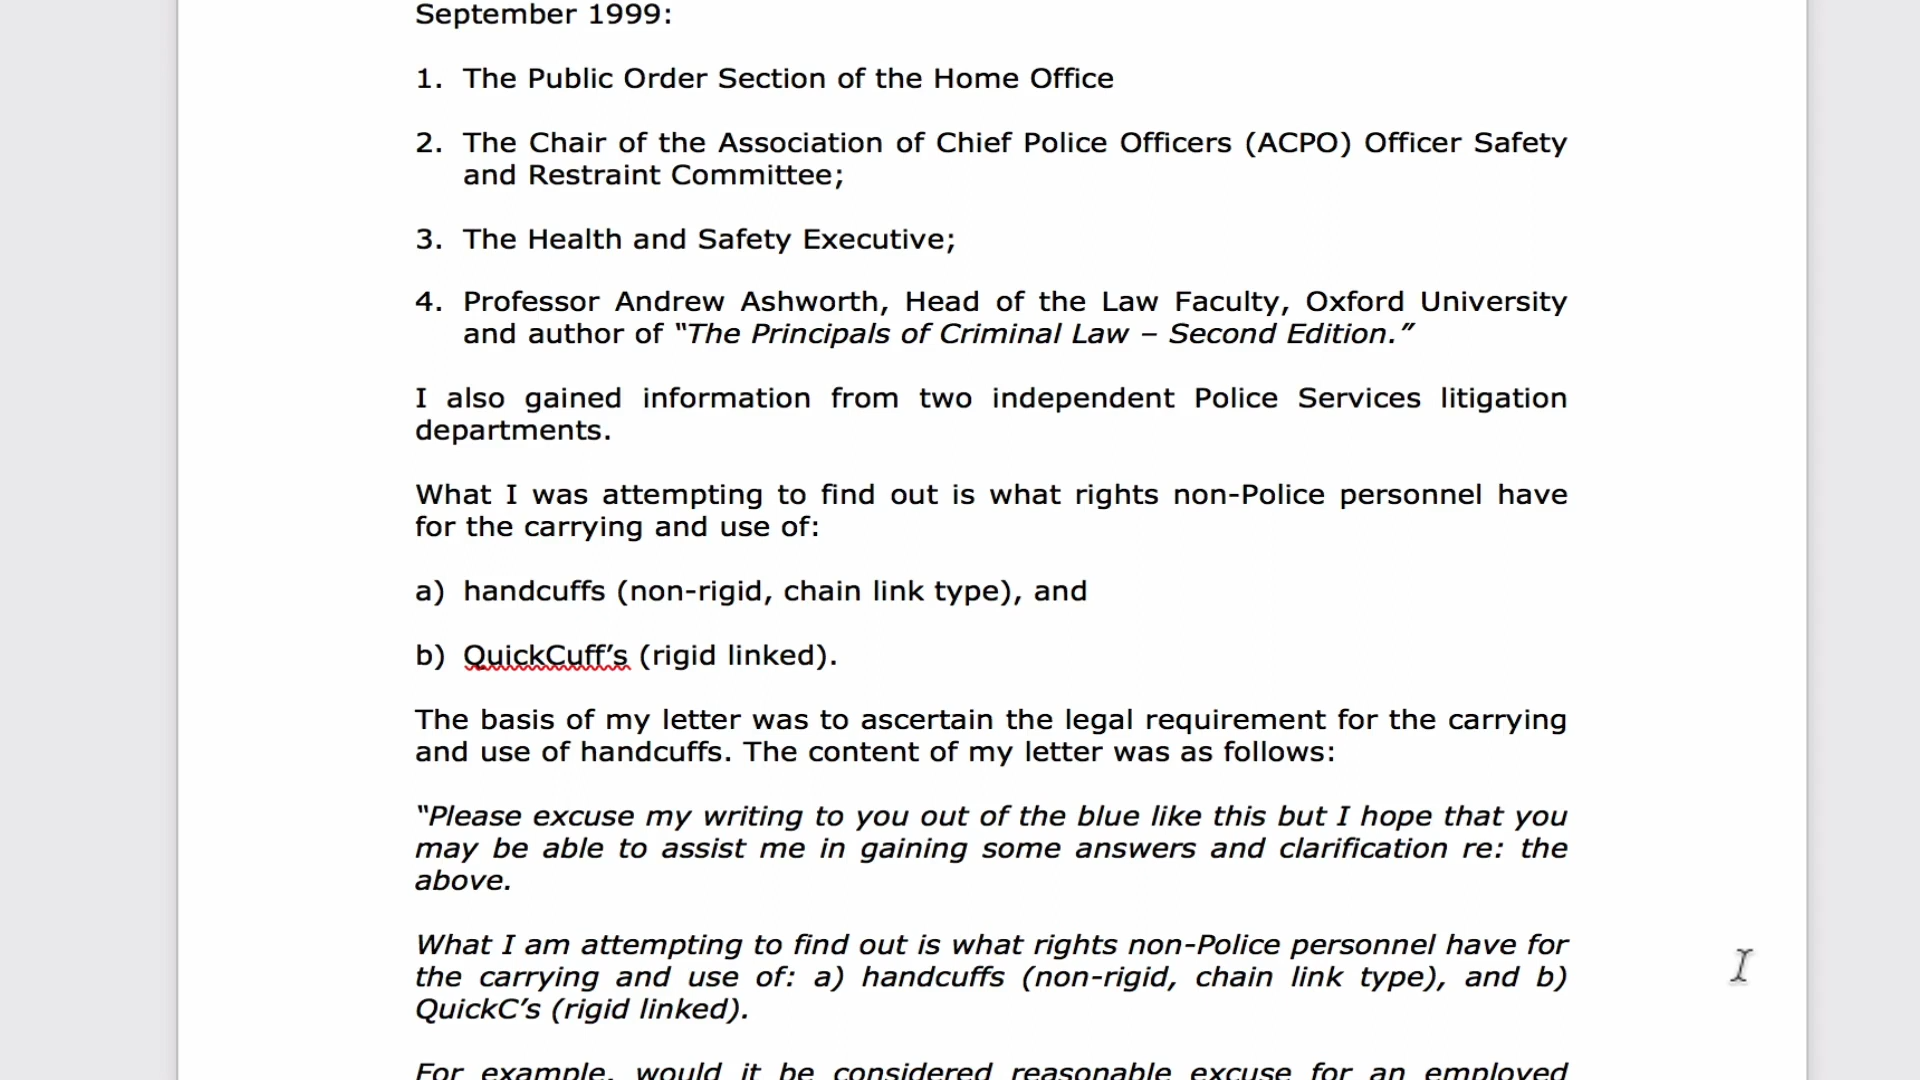 September 1999:
1. The Public Order Section of the Home Office
2. The Chair of the Association of Chief Police Officers (ACPO) Officer Safety
and Restraint Committee;
3. The Health and Safety Executive;
4. Professor Andrew Ashworth, Head of the Law Faculty, Oxford University
and author of “The Principals of Criminal Law – Second Edition.”
I also gained information from two independent Police Services litigation
departments.
What I was attempting to find out is what rights non-Police personnel have
for the carrying and use of:
a) handcuffs (non-rigid, chain link type), and
b) QuickCuff’s (rigid linked).
The basis of my letter was to ascertain the legal requirement for the carrying
and use of handcuffs. The content of my letter was as follows:
“Please excuse my writing to you out of the blue like this but I hope that you
may be able to assist me in gaining some answers and clarification re: the
above.
What I am attempting to find out is what rights non-Police personnel have for
the carrying and use of: a) handcuffs (non-rigid, chain link type), and b)
QuickC’s (rigid linked).
For example, would it be considered reasonable excuse for an employed